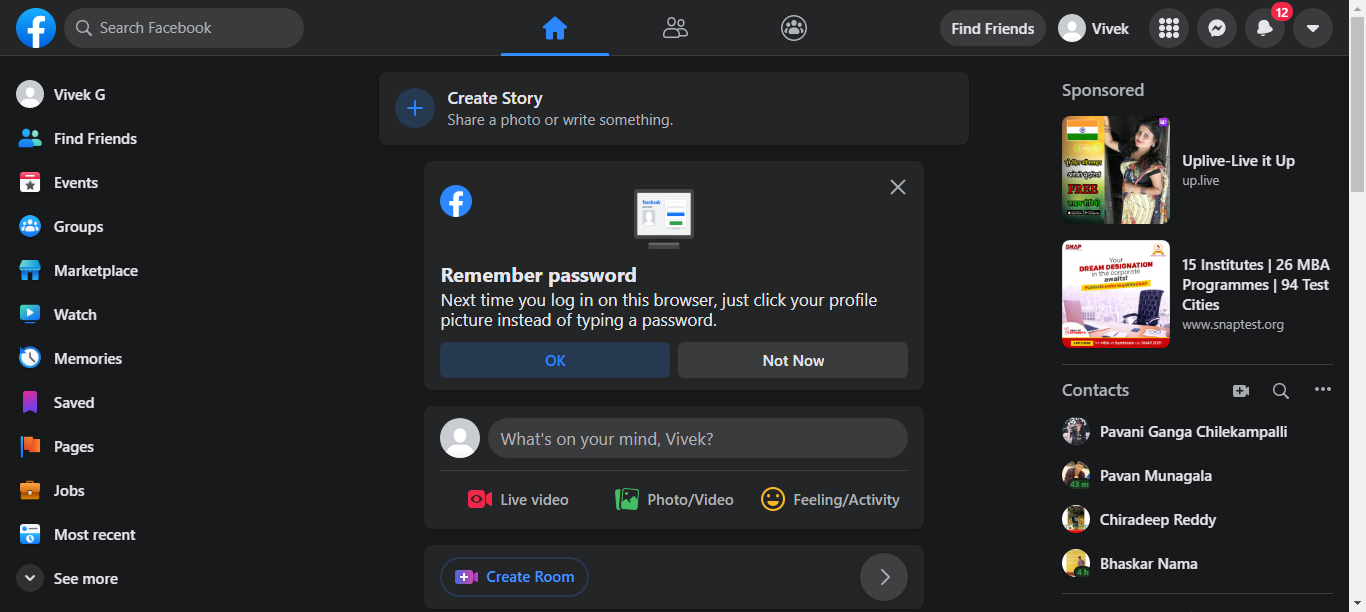 Search Facebook
Find Friends
Vivek
12
Vivek G
Find Friends
Events
Groups
Marketplace
Watch
Memories
Saved
Pages
Jobs
Most recent
See more
Create Story
Share a photo or write something.
facebook
Remember password
Next time you log in on this browser, just click your profile
picture instead of typing a password.
OK
Not Now
What's on your mind, Vivek?
Live video
Photo/Video
Feeling/Activity
Create Room
Sponsored
FREE
Uplive-Live it Up
up.live
SNAP
Your
DREAM DESIGNATION
in the corporate
awaits!
15 Institutes | 26 MBA
Programmes | 94 Test
Cities
www.snaptest.org
Contacts
Pavani Ganga Chilekampalli
43 m
Pavan Munagala
Chiradeep Reddy
4 h
Bhaskar Nama